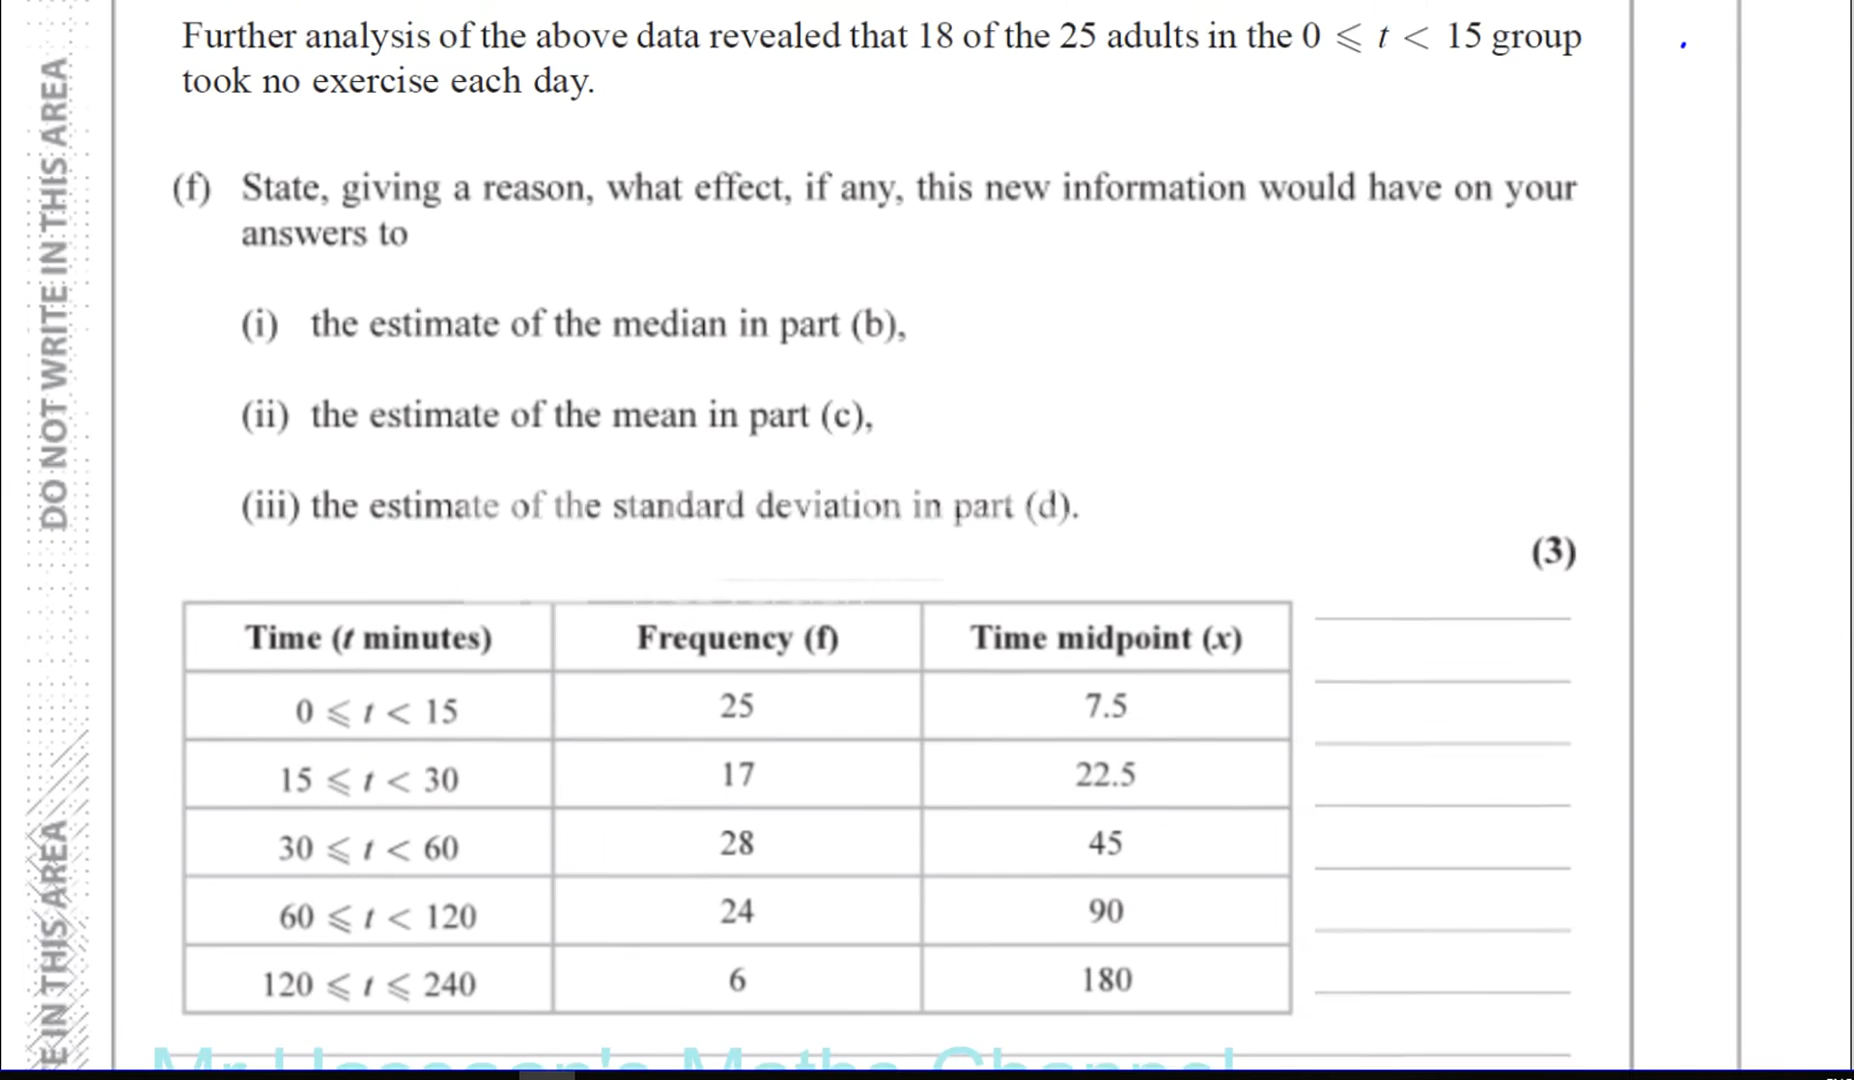 Further analysis of the above data revealed that 18 of the 25 adults in the 0 ⩽ t < 15 group
took no exercise each day.
(f) State, giving a reason, what effect, if any, this new information would have on your
answers to
(i) the estimate of the median in part (b),
(ii) the estimate of the mean in part (c),
(iii) the estimate of the standard deviation in part (d).
(3)
Time (t minutes) Frequency (f) Time midpoint (x)
0 ⩽ t < 15 25 7.5
15 ⩽ t < 30 17 22.5
30 ⩽ t < 60 28 45
60 ⩽ t < 120 24 90
120 ⩽ t ⩽ 240 6 180
DO NOT WRITE IN THIS AREA
E IN THIS AREA